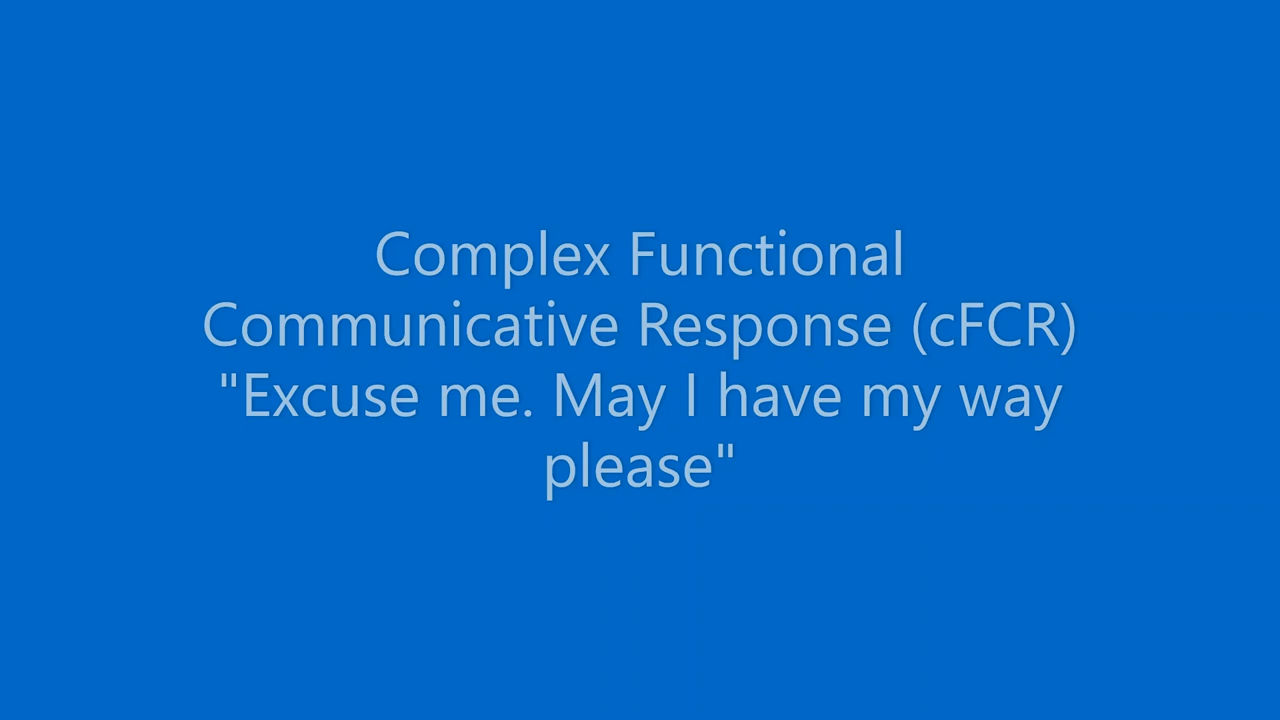 Complex Functional
Communicative Response (cFCR)
"Excuse me. May I have my way
please"